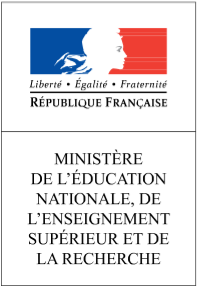 Liberté • Égalité • Fraternité
RÉPUBLIQUE FRANÇAISE
MINISTÈRE
DE L’ÉDUCATION
NATIONALE, DE
L’ENSEIGNEMENT
SUPÉRIEUR ET DE
LA RECHERCHE